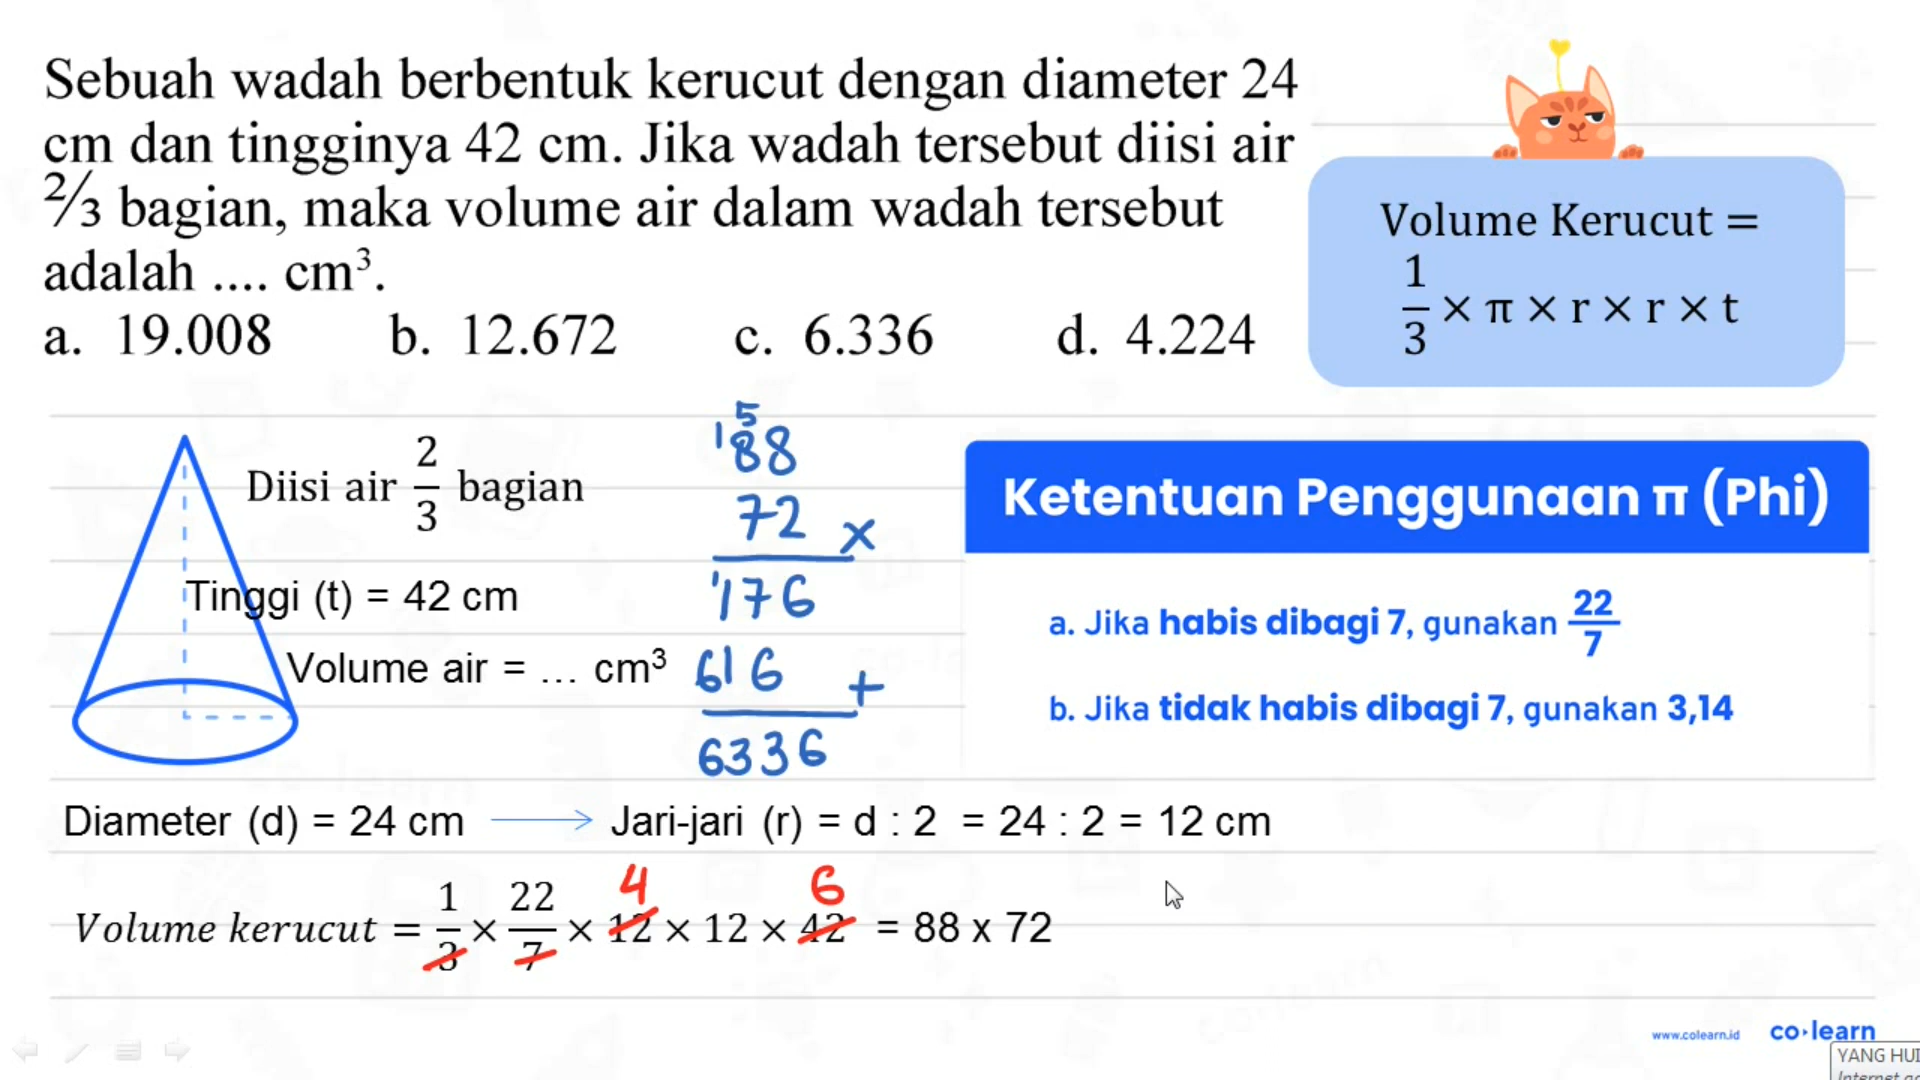 Sebuah wadah berbentuk kerucut dengan diameter 24
cm dan tingginya 42 cm. Jika wadah tersebut diisi air
⅔ bagian, maka volume air dalam wadah tersebut
adalah .... cm³.
a. 19.008 b. 12.672 c. 6.336 d. 4.224
Volume Kerucut =
1/3 × π × r × r × t
Diisi air 2/3 bagian
Tinggi (t) = 42 cm
Volume air = ... cm³
5
1
88
72 ×
1
176
616 +
6336
Ketentuan Penggunaan π (Phi)
a. Jika habis dibagi 7, gunakan 22/7
b. Jika tidak habis dibagi 7, gunakan 3,14
Diameter (d) = 24 cm → Jari-jari (r) = d : 2 = 24 : 2 = 12 cm
4 6
Volume kerucut = 1/3 × 22/7 × 12 × 12 × 42 = 88 x 72
www.colearn.id co·learn
YANG HUI